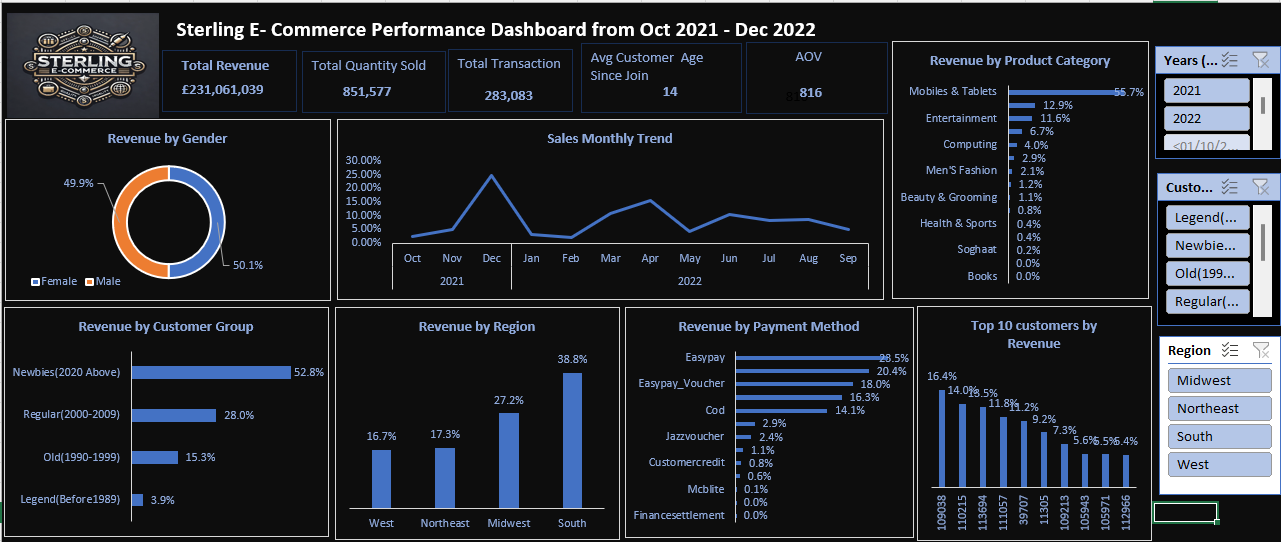 Sterling E- Commerce Performance Dashboard from Oct 2021 - Dec 2022
STERLING
E-COMMERCE
Total Revenue
£231,061,039
Total Quantity Sold
851,577
Total Transaction
283,083
Avg Customer Age
Since Join
14
AOV
816
Revenue by Gender
49.9%
50.1%
Female
Male
Sales Monthly Trend
30.00%
25.00%
20.00%
15.00%
10.00%
5.00%
0.00%
Oct Nov Dec Jan Feb Mar Apr May Jun Jul Aug Sep
2021 2022
Revenue by Product Category
Mobiles & Tablets 55.7%
12.9%
Entertainment 11.6%
6.7%
Computing 4.0%
2.9%
Men'S Fashion 2.1%
1.2%
Beauty & Grooming 1.1%
0.8%
Health & Sports 0.4%
0.4%
Soghaat 0.2%
0.0%
Books 0.0%
Years (...
2021
2022
<01/10/2...
Custo...
Legend(...
Newbie...
Old(199...
Regular(...
Revenue by Customer Group
Newbies(2020 Above) 52.8%
Regular(2000-2009) 28.0%
Old(1990-1999) 15.3%
Legend(Before1989) 3.9%
Revenue by Region
16.7% 17.3% 27.2% 38.8%
West Northeast Midwest South
Revenue by Payment Method
Easypay 23.5%
20.4%
Easypay_Voucher 18.0%
16.3%
Cod 14.1%
2.9%
Jazzvoucher 2.4%
1.1%
Customercredit 0.8%
0.6%
Mcblite 0.1%
0.0%
Financesettlement 0.0%
Top 10 customers by
Revenue
16.4% 14.0% 13.5% 11.8% 11.2% 9.2% 7.3% 5.6% 5.5% 5.4%
109038 110215 113694 111057 39707 11305 109213 105943 105971 112966
Region
Midwest
Northeast
South
West